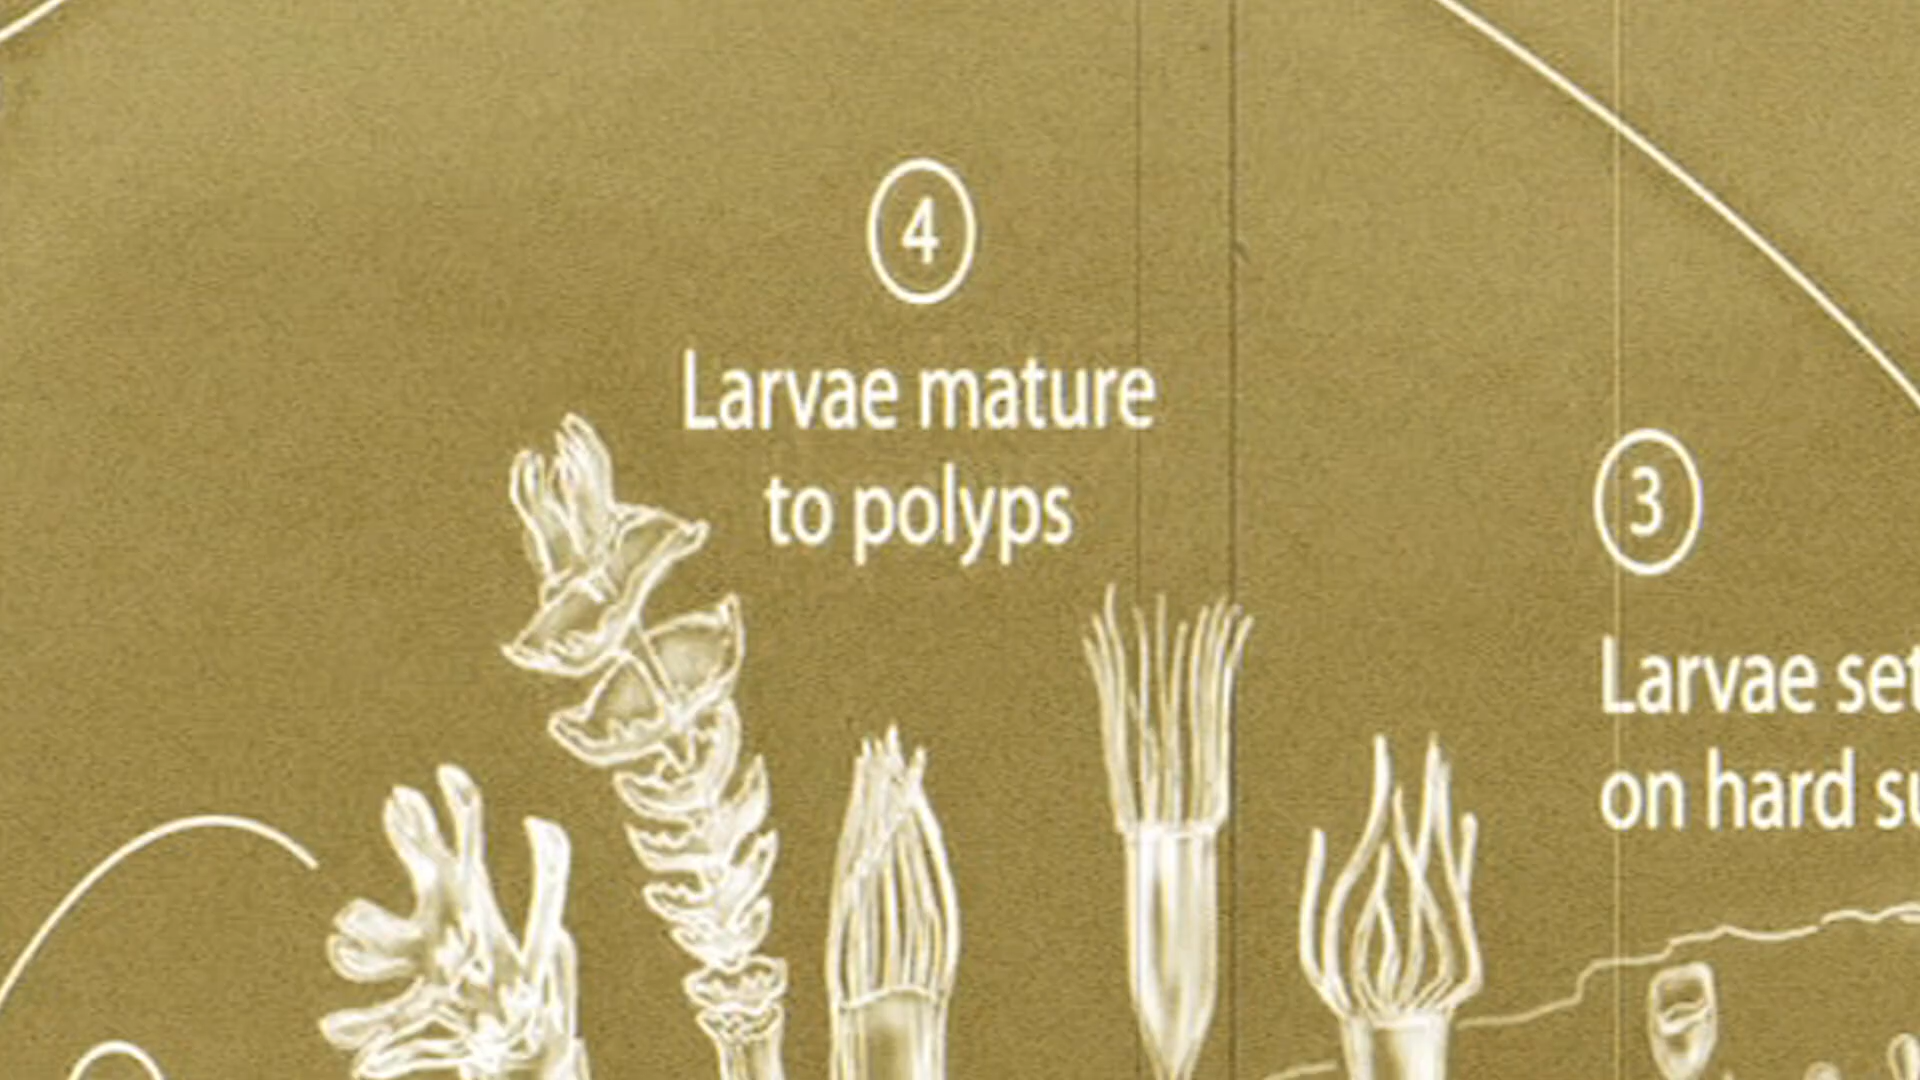 4
Larvae mature
to polyps
3
Larvae set
on hard su